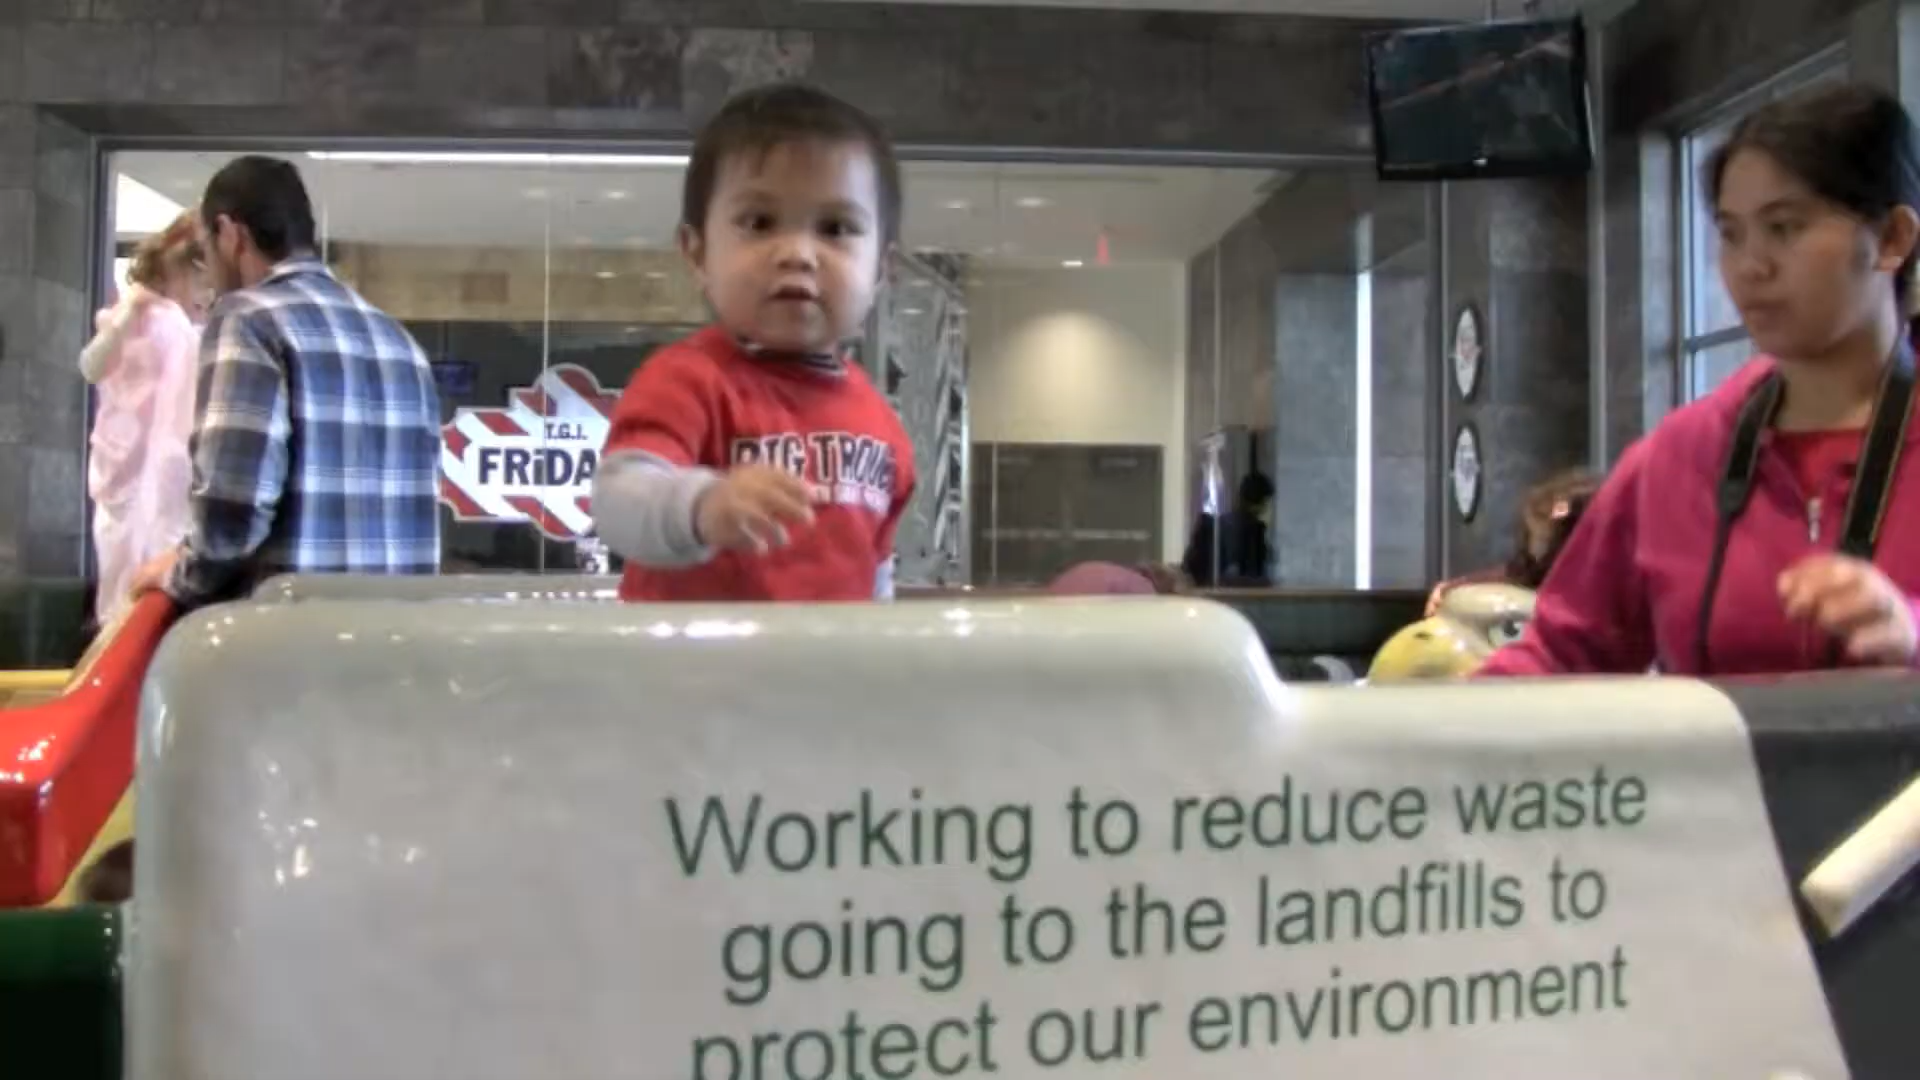 T.G.I.
FRiDA
BIG TROU
Working to reduce waste
going to the landfills to
protect our environment